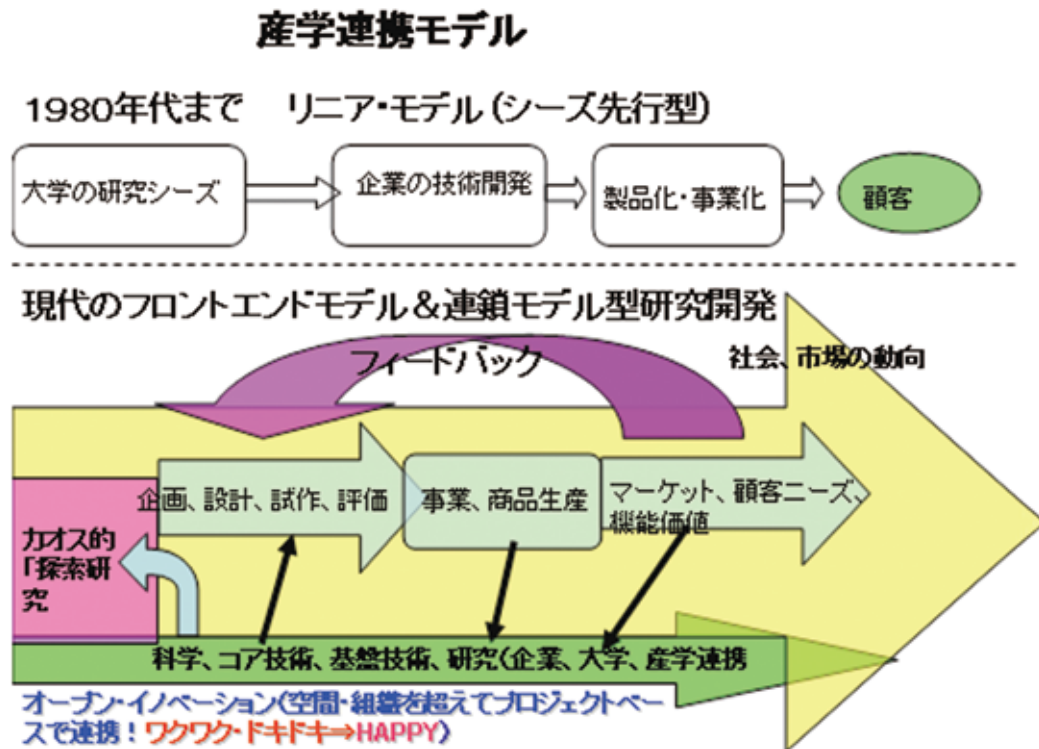 産学連携モデル
1980年代まで リニア・モデル(シーズ先行型)
大学の研究シーズ
企業の技術開発
製品化・事業化
顧客
現代のフロントエンドモデル＆連鎖モデル型研究開発
フィードバック
社会、市場の動向
企画、設計、試作、評価
事業、商品生産
マーケット、顧客ニーズ、
機能価値
カオス的
「探索研
究
科学、コア技術、基盤技術、研究(企業、大学、産学連携
オープン・イノベーション(空間・組織を超えてプロジェクトベー
スで連携！ワクワク・ドキドキ⇒HAPPY)